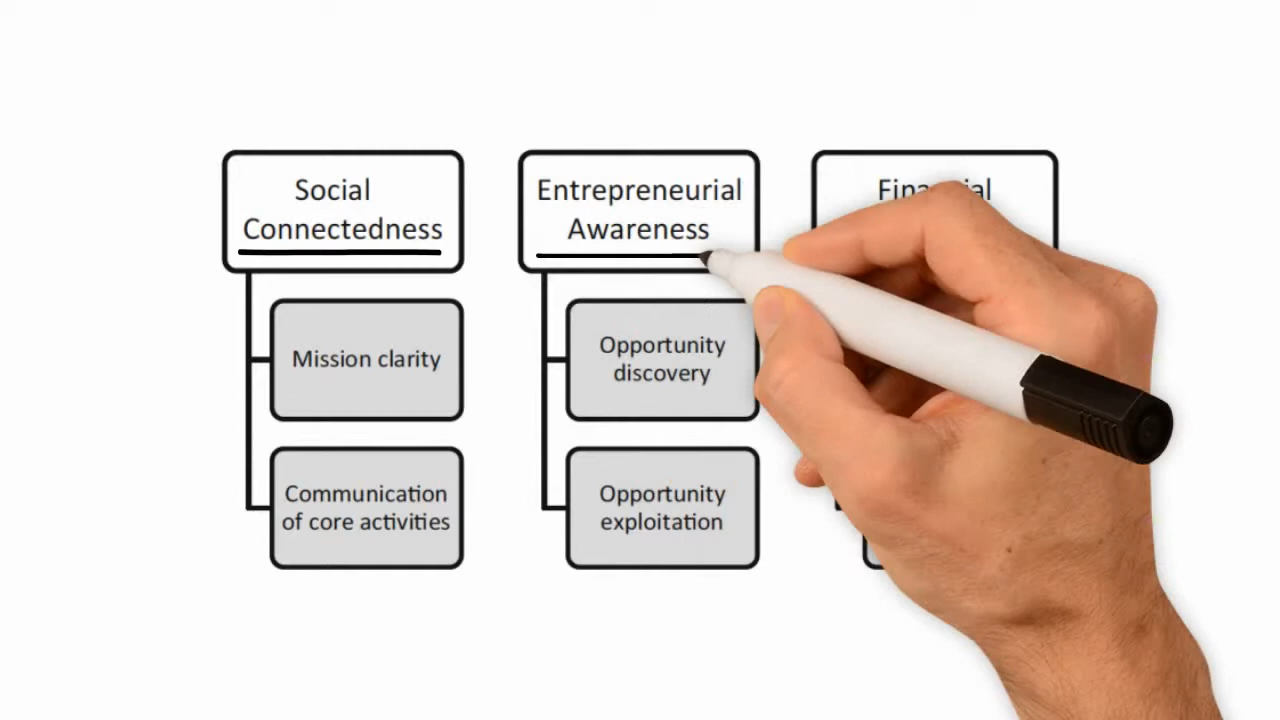 Social
Connectedness
Mission clarity
Communication
of core activities
Entrepreneurial
Awareness
Opportunity
discovery
Opportunity
exploitation